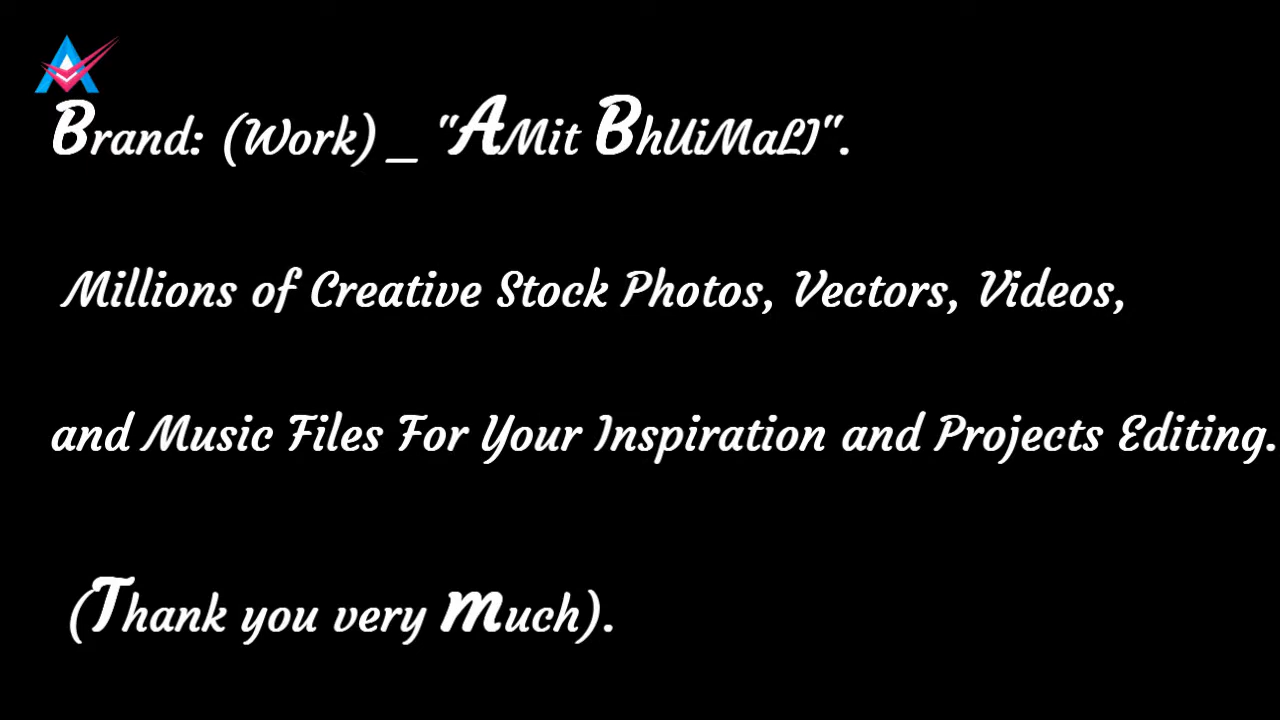 Brand: (Work) _ "AMit BhUiMaLI".
Millions of Creative Stock Photos, Vectors, Videos,
and Music Files For Your Inspiration and Projects Editing.
(Thank you very much).